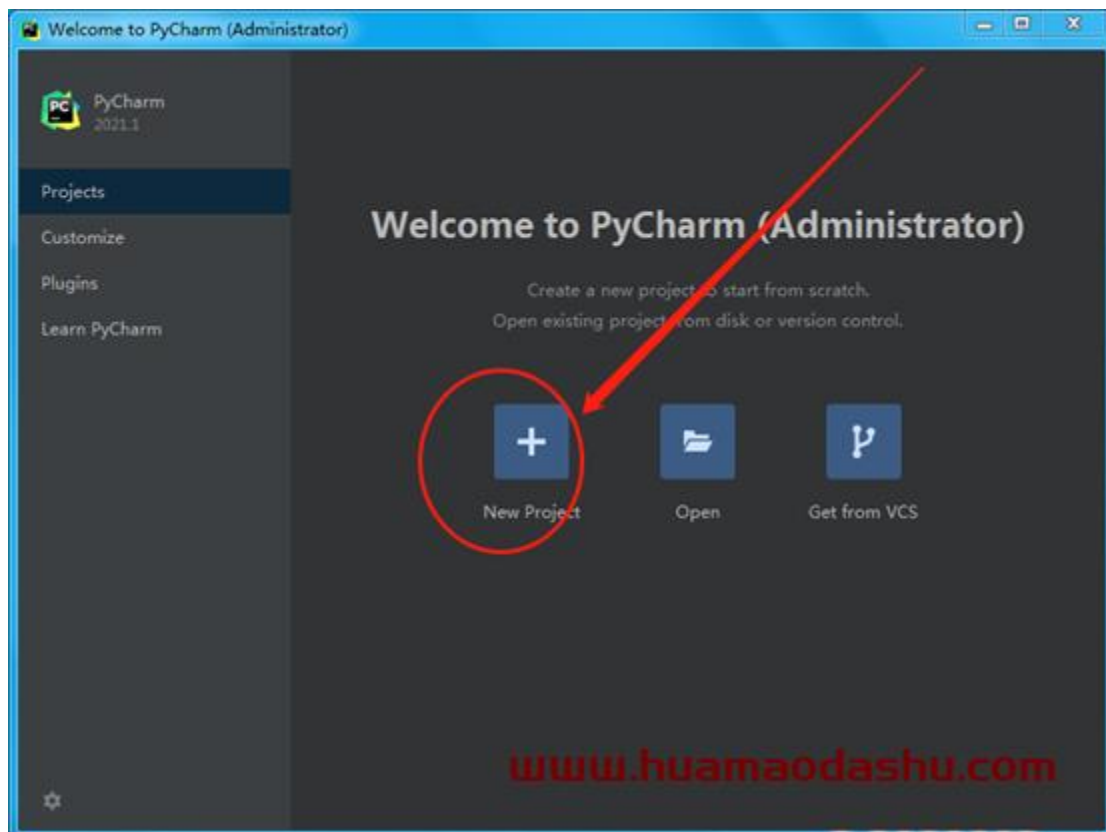 Welcome to PyCharm (Administrator)
PyCharm
2021.1
Projects
Customize
Plugins
Learn PyCharm
Welcome to PyCharm (Administrator)
Create a new project to start from scratch.
Open existing project from disk or version control.
New Project
Open
Get from VCS
www.huamaodashu.com